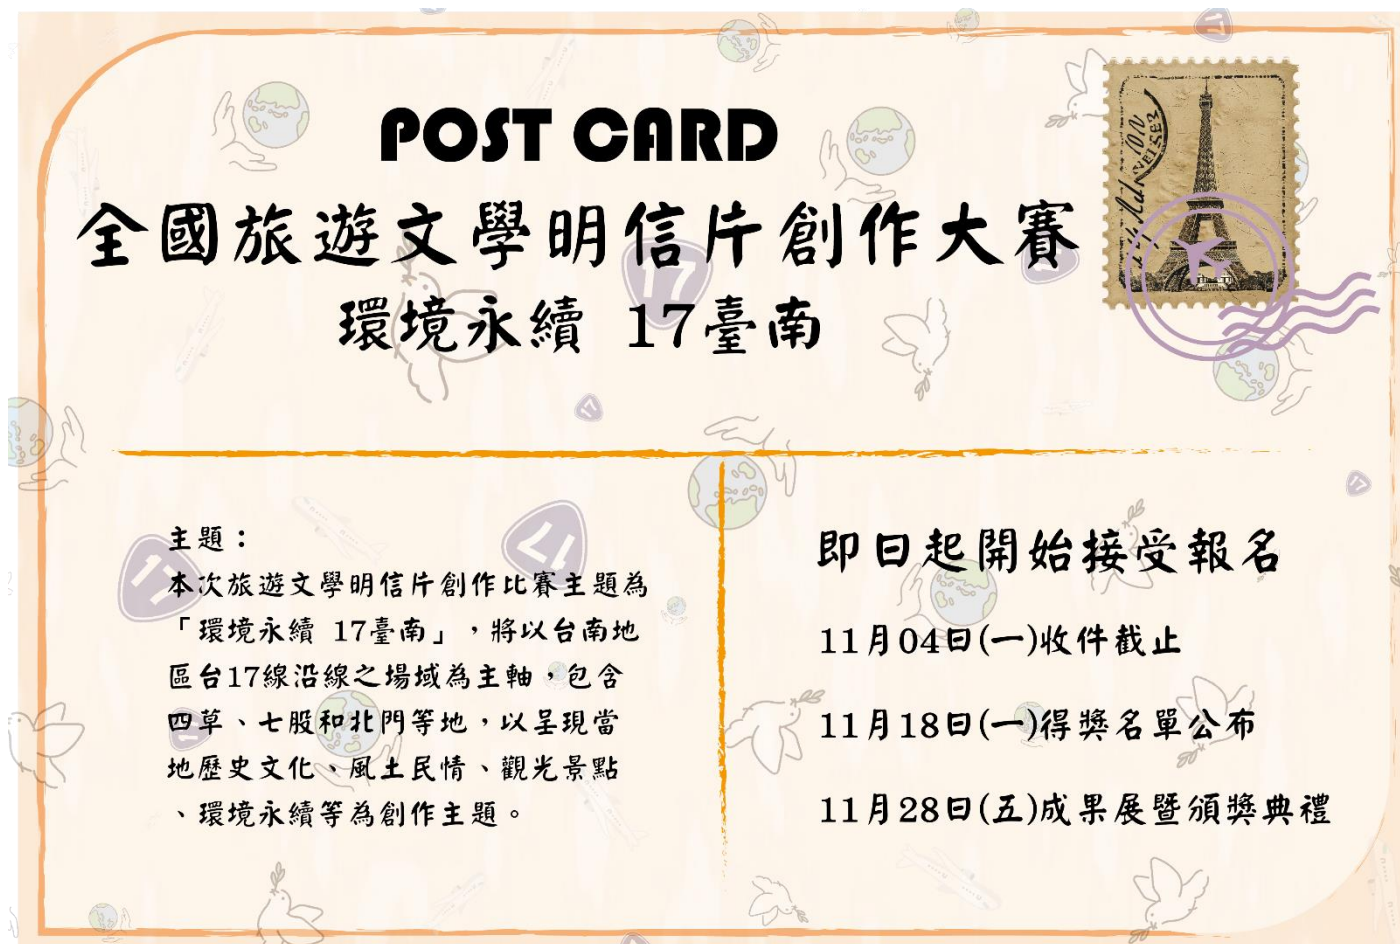 POST CARD
全國旅遊文學明信片創作大賽
環境永續 17臺南
主題：
本次旅遊文學明信片創作比賽主題為
「環境永續 17臺南」，將以台南地
區台17線沿線之場域為主軸，包含
四草、七股和北門等地，以呈現當
地歷史文化、風土民情、觀光景點
、環境永續等為創作主題。
即日起開始接受報名
11月04日(一)收件截止
11月18日(一)得獎名單公布
11月28日(五)成果展暨頒獎典禮
17
17
17